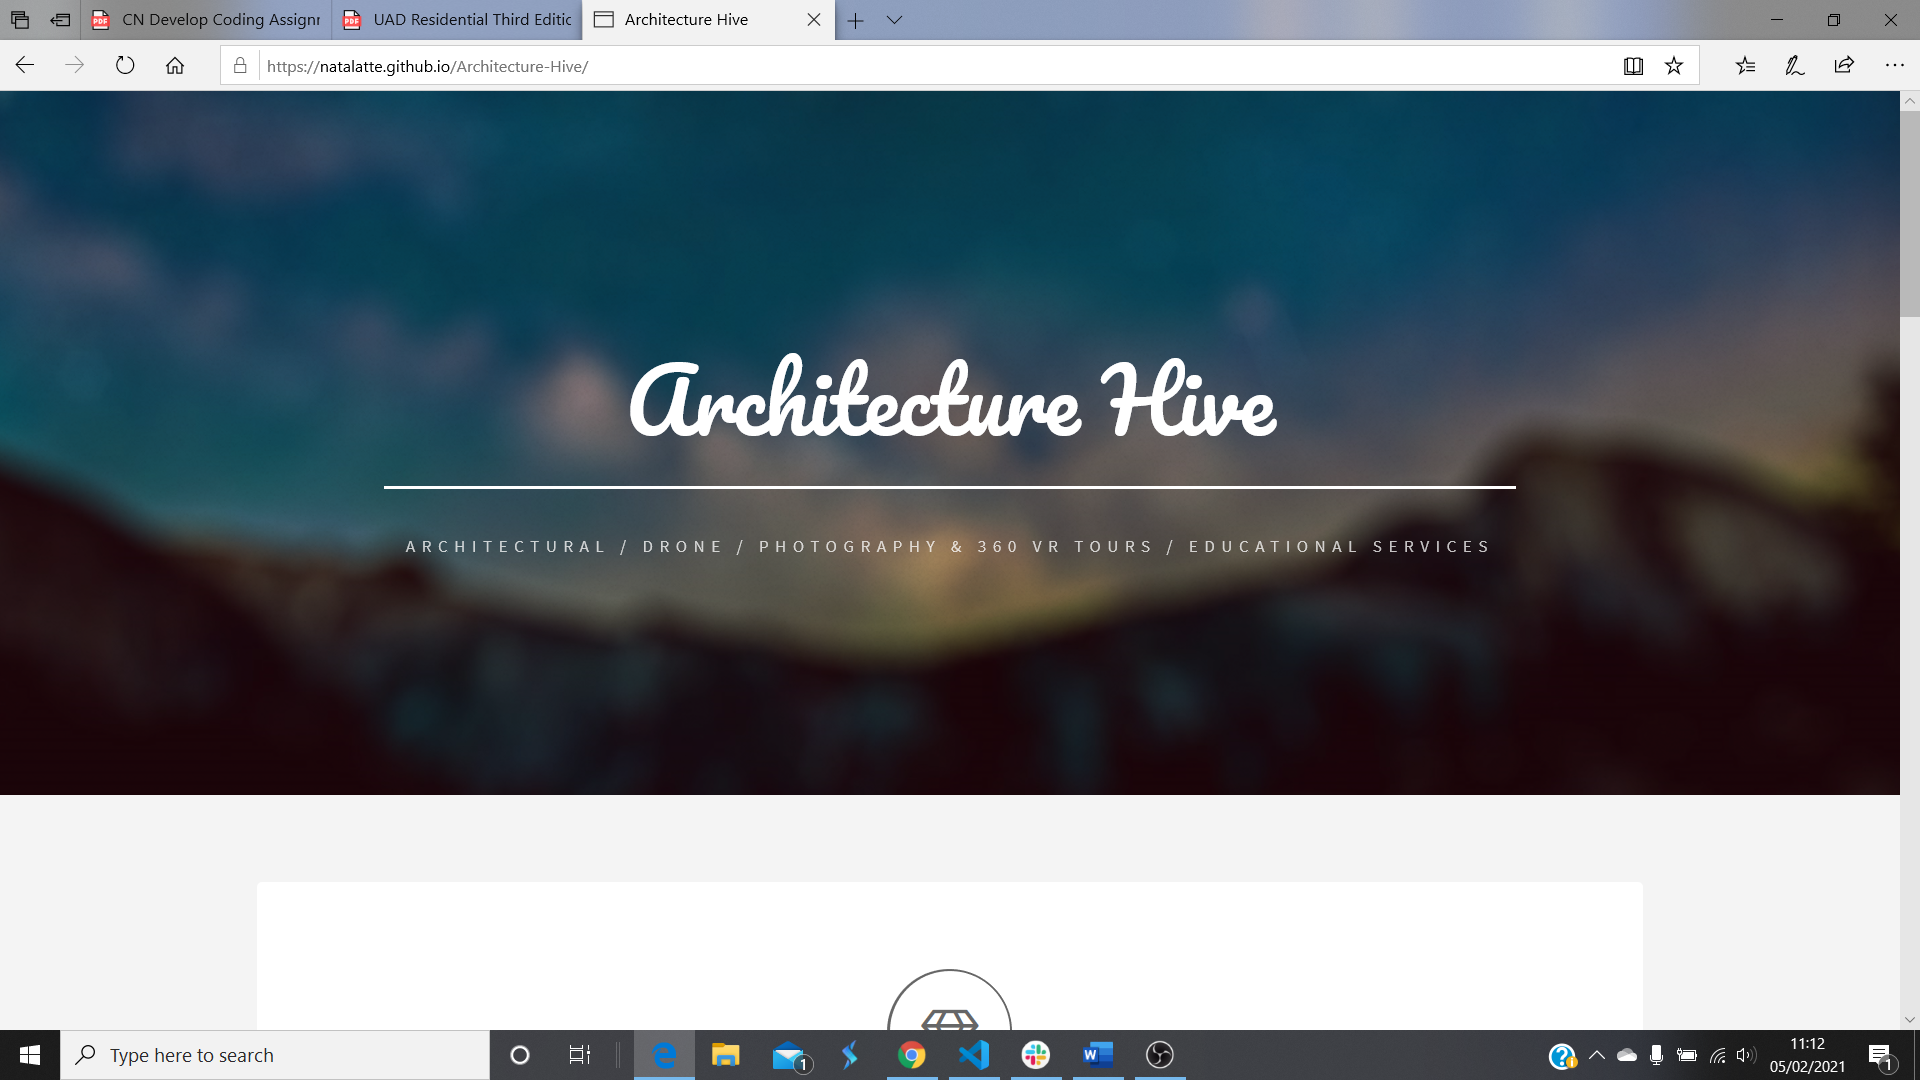 CN Develop Coding Assignr
UAD Residential Third Editic
Architecture Hive
https://natalatte.github.io/Architecture-Hive/
Architecture Hive
ARCHITECTURAL / DRONE / PHOTOGRAPHY & 360 VR TOURS / EDUCATIONAL SERVICES
Type here to search
1
11:12
05/02/2021
1